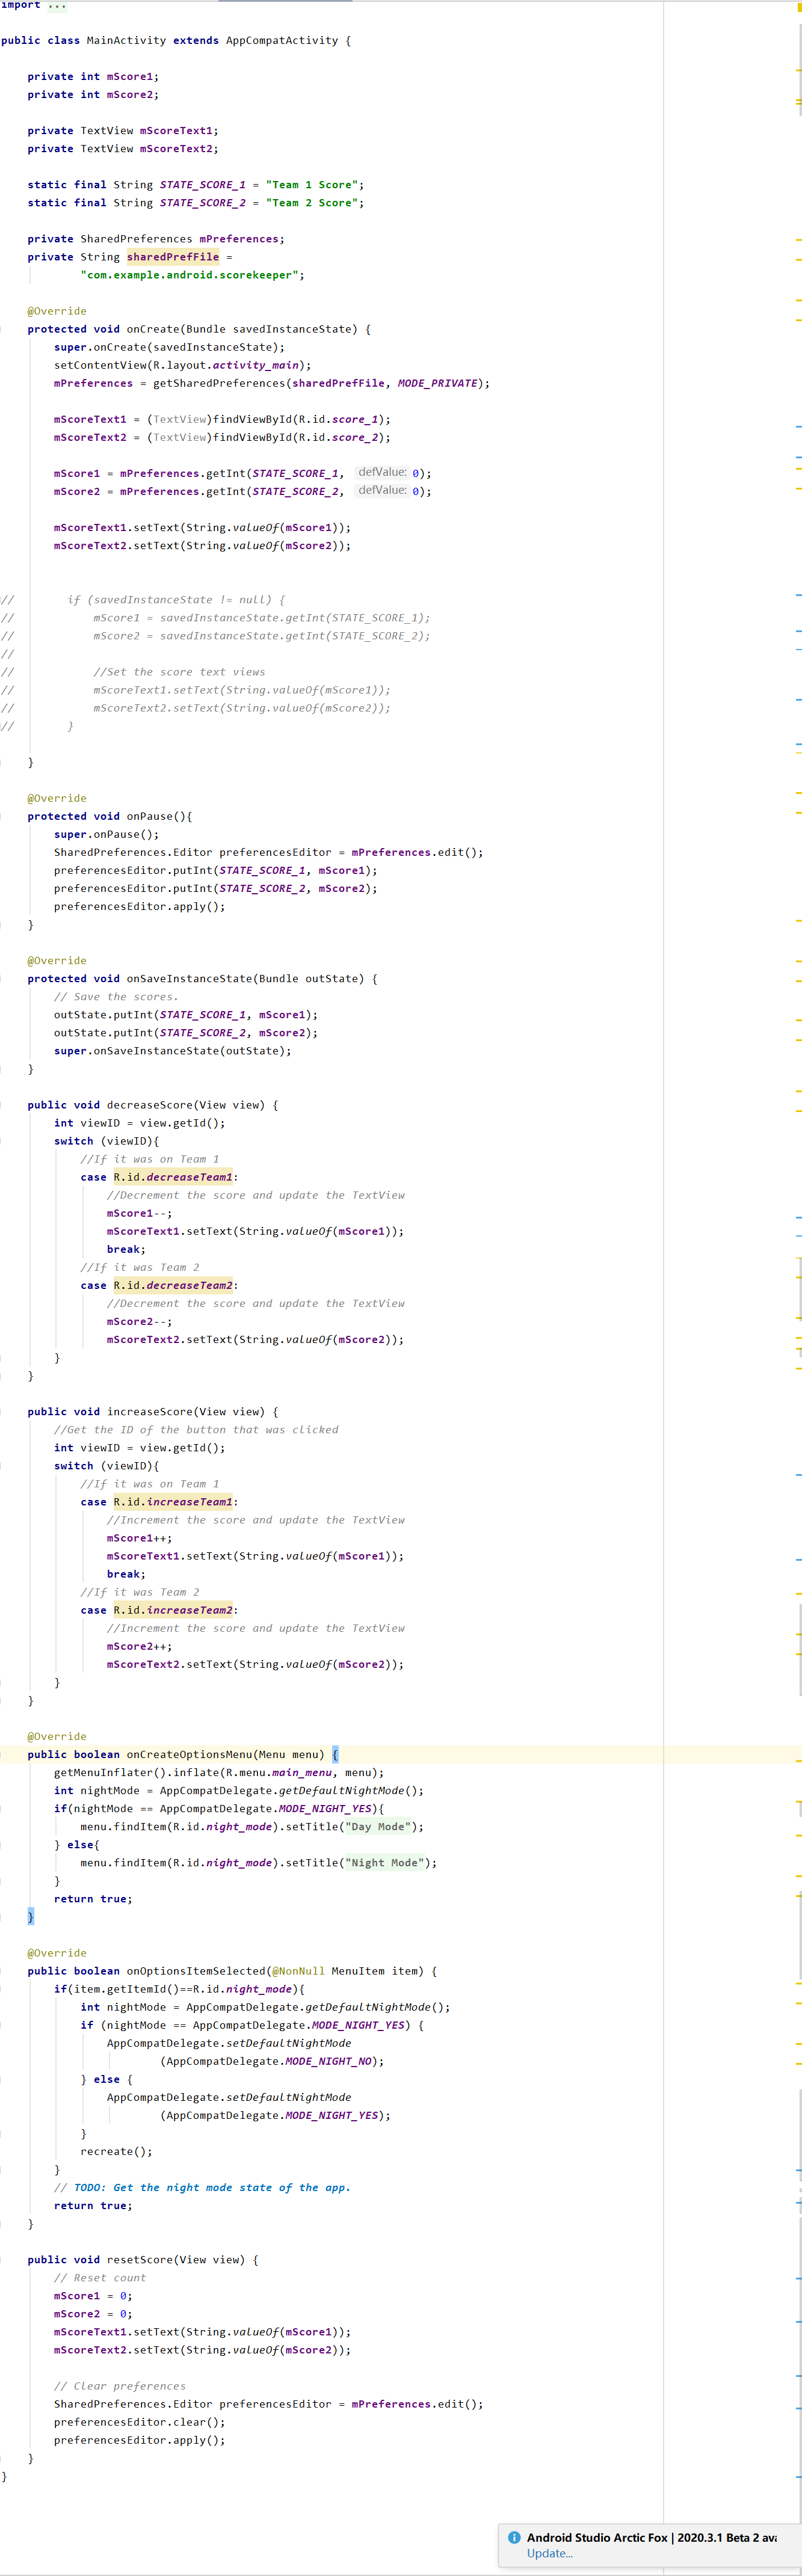 import ...
public class MainActivity extends AppCompatActivity {
private int mScore1;
private int mScore2;
private TextView mScoreText1;
private TextView mScoreText2;
static final String STATE_SCORE_1 = "Team 1 Score";
static final String STATE_SCORE_2 = "Team 2 Score";
private SharedPreferences mPreferences;
private String sharedPrefFile =
"com.example.android.scorekeeper";
@Override
protected void onCreate(Bundle savedInstanceState) {
super.onCreate(savedInstanceState);
setContentView(R.layout.activity_main);
mPreferences = getSharedPreferences(sharedPrefFile, MODE_PRIVATE);
mScoreText1 = (TextView)findViewById(R.id.score_1);
mScoreText2 = (TextView)findViewById(R.id.score_2);
mScore1 = mPreferences.getInt(STATE_SCORE_1, defValue: 0);
mScore2 = mPreferences.getInt(STATE_SCORE_2, defValue: 0);
mScoreText1.setText(String.valueOf(mScore1));
mScoreText2.setText(String.valueOf(mScore2));
// if (savedInstanceState != null) {
// mScore1 = savedInstanceState.getInt(STATE_SCORE_1);
// mScore2 = savedInstanceState.getInt(STATE_SCORE_2);
//
// //Set the score text views
// mScoreText1.setText(String.valueOf(mScore1));
// mScoreText2.setText(String.valueOf(mScore2));
// }
}
@Override
protected void onPause(){
super.onPause();
SharedPreferences.Editor preferencesEditor = mPreferences.edit();
preferencesEditor.putInt(STATE_SCORE_1, mScore1);
preferencesEditor.putInt(STATE_SCORE_2, mScore2);
preferencesEditor.apply();
}
@Override
protected void onSaveInstanceState(Bundle outState) {
// Save the scores.
outState.putInt(STATE_SCORE_1, mScore1);
outState.putInt(STATE_SCORE_2, mScore2);
super.onSaveInstanceState(outState);
}
public void decreaseScore(View view) {
int viewID = view.getId();
switch (viewID){
//If it was on Team 1
case R.id.decreaseTeam1:
//Decrement the score and update the TextView
mScore1--;
mScoreText1.setText(String.valueOf(mScore1));
break;
//If it was Team 2
case R.id.decreaseTeam2:
//Decrement the score and update the TextView
mScore2--;
mScoreText2.setText(String.valueOf(mScore2));
}
}
public void increaseScore(View view) {
//Get the ID of the button that was clicked
int viewID = view.getId();
switch (viewID){
//If it was on Team 1
case R.id.increaseTeam1:
//Increment the score and update the TextView
mScore1++;
mScoreText1.setText(String.valueOf(mScore1));
break;
//If it was Team 2
case R.id.increaseTeam2:
//Increment the score and update the TextView
mScore2++;
mScoreText2.setText(String.valueOf(mScore2));
}
}
@Override
public boolean onCreateOptionsMenu(Menu menu) {
getMenuInflater().inflate(R.menu.main_menu, menu);
int nightMode = AppCompatDelegate.getDefaultNightMode();
if(nightMode == AppCompatDelegate.MODE_NIGHT_YES){
menu.findItem(R.id.night_mode).setTitle("Day Mode");
} else{
menu.findItem(R.id.night_mode).setTitle("Night Mode");
}
return true;
}
@Override
public boolean onOptionsItemSelected(@NonNull MenuItem item) {
if(item.getItemId()==R.id.night_mode){
int nightMode = AppCompatDelegate.getDefaultNightMode();
if (nightMode == AppCompatDelegate.MODE_NIGHT_YES) {
AppCompatDelegate.setDefaultNightMode
(AppCompatDelegate.MODE_NIGHT_NO);
} else {
AppCompatDelegate.setDefaultNightMode
(AppCompatDelegate.MODE_NIGHT_YES);
}
recreate();
}
// TODO: Get the night mode state of the app.
return true;
}
public void resetScore(View view) {
// Reset count
mScore1 = 0;
mScore2 = 0;
mScoreText1.setText(String.valueOf(mScore1));
mScoreText2.setText(String.valueOf(mScore2));
// Clear preferences
SharedPreferences.Editor preferencesEditor = mPreferences.edit();
preferencesEditor.clear();
preferencesEditor.apply();
}
}
Android Studio Arctic Fox | 2020.3.1 Beta 2 ava
Update...